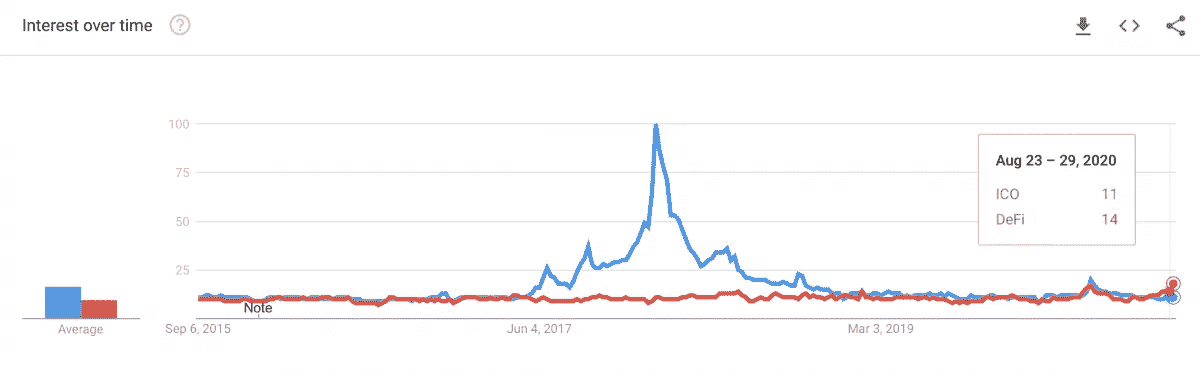 Interest over time ?
100
75
50
25
Aug 23 – 29, 2020
ICO 11
DeFi 14
Note
Average
Sep 6, 2015 Jun 4, 2017 Mar 3, 2019